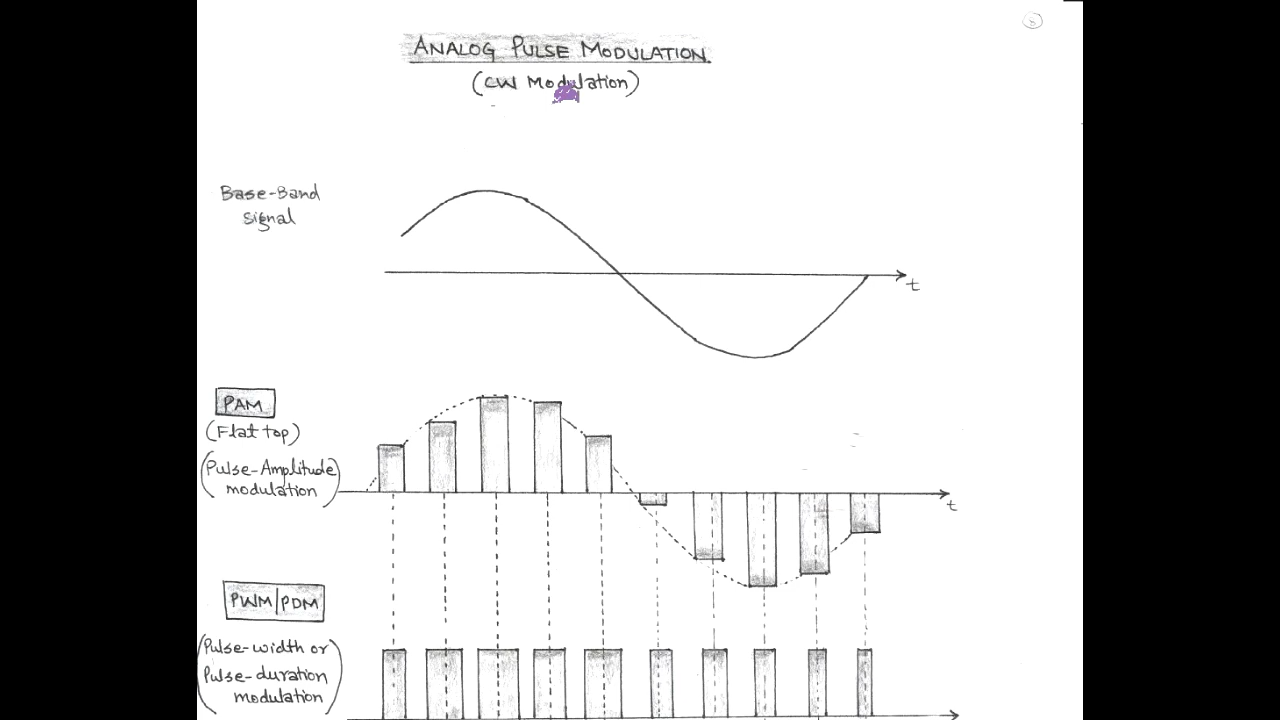 8
ANALOG PULSE MODULATION
(CW Modulation)
Base-Band
Signal
t
PAM
(Flat top)
(Pulse-Amplitude
modulation)
t
PWM|PDM
(Pulse-width or
Pulse-duration
modulation)